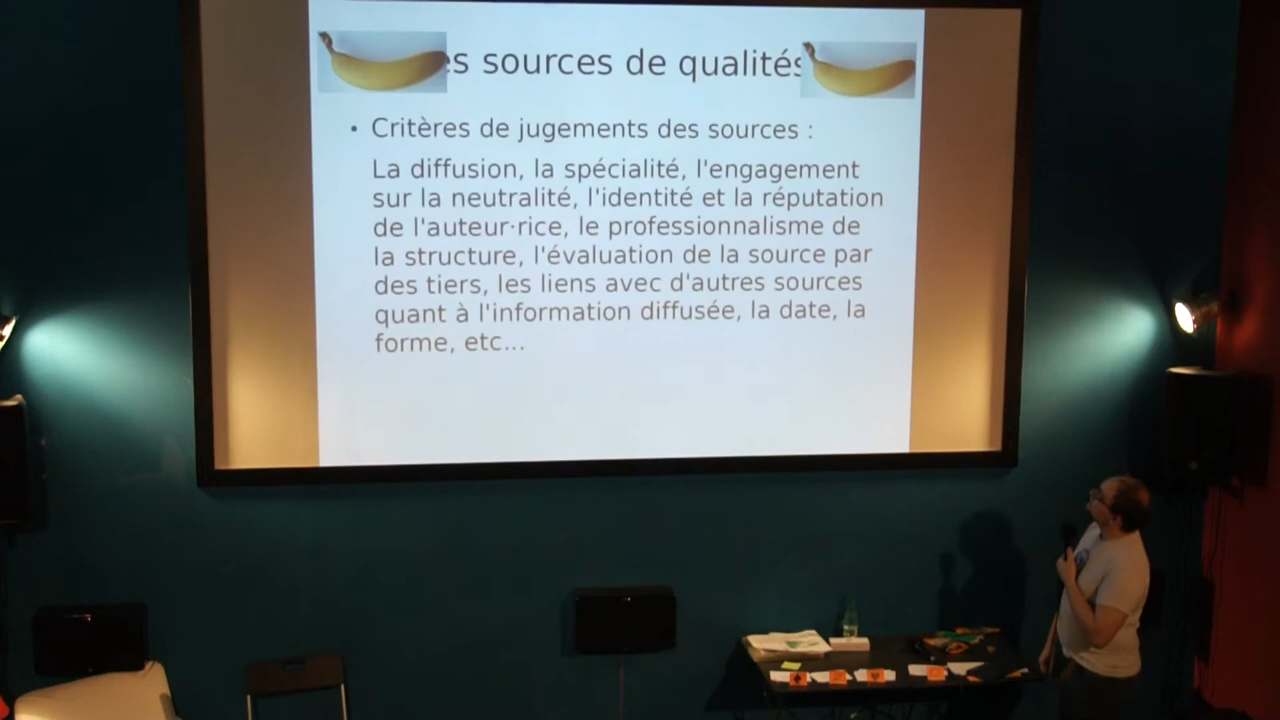 es sources de qualités
• Critères de jugements des sources :
La diffusion, la spécialité, l'engagement
sur la neutralité, l'identité et la réputation
de l'auteur·rice, le professionnalisme de
la structure, l'évaluation de la source par
des tiers, les liens avec d'autres sources
quant à l'information diffusée, la date, la
forme, etc...